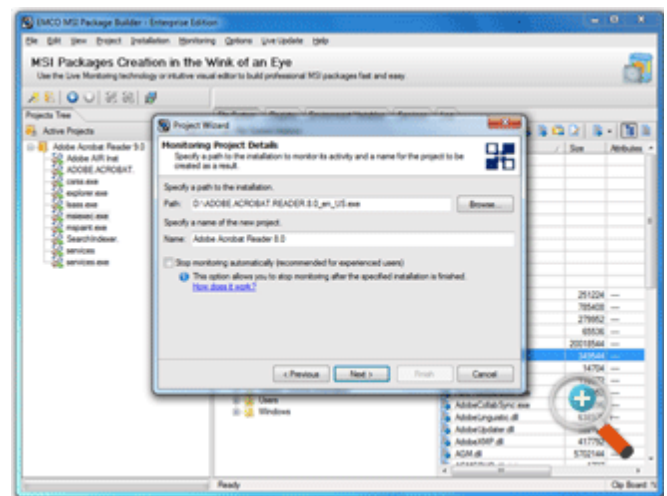 EMCO MSI Package Builder - Enterprise Edition
File Edit View Project Installation Monitoring Options Live Update Help
MSI Packages Creation in the Wink of an Eye
Use the Live Monitoring technology or intuitive visual editor to build professional MSI packages fast and easy.
Projects Tree
Active Projects
Adobe Acrobat Reader 9.0
Adobe AIR Inst
ADOBE.ACROBAT.
csrss.exe
explorer.exe
lsass.exe
msiexec.exe
mspaint.exe
SearchIndexer.
services
services.exe
Project Wizard
Monitoring Project Details
Specify a path to the installation to monitor its activity and a name for the project to be
created as a result.
Specify a path to the installation.
Path: D:\ADOBE.ACROBAT.READER.8.0_en_US.exe Browse...
Specify a name of the new project.
Name: Adobe Acrobat Reader 8.0
Stop monitoring automatically (recommended for experienced users)
This option allows you to stop monitoring after the specified installation is finished.
How does it work?
< Previous Next > Finish Cancel
Size Attributes
251224
785408
279952
65536
20018544
349544
14704
Users
Windows
AdobeCollabSync.exe
AdobeLinguistic.dll
AdobeUpdater.dll
AdobeXMP.dll 417792
AGM.dll 5702144
Ready
Clip Board